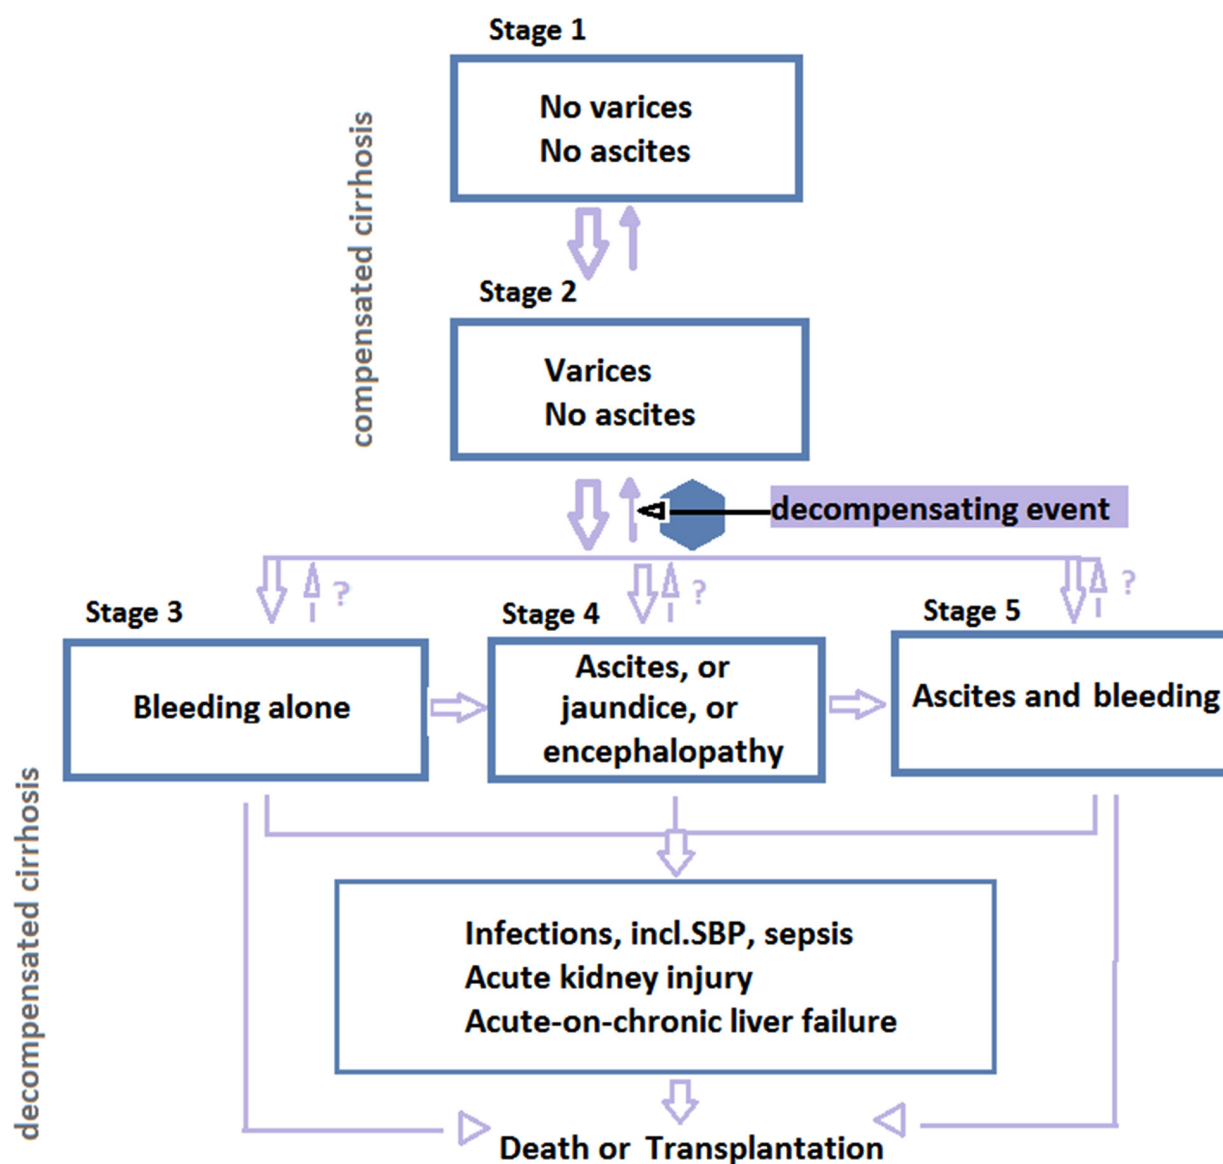 Stage 1
No varices
No ascites
compensated cirrhosis
Stage 2
Varices
No ascites
decompensating event
?
?
?
Stage 3
Stage 4
Stage 5
Bleeding alone
Ascites, or
jaundice, or
encephalopathy
Ascites and bleeding
decompensated cirrhosis
Infections, incl.SBP, sepsis
Acute kidney injury
Acute-on-chronic liver failure
Death or Transplantation